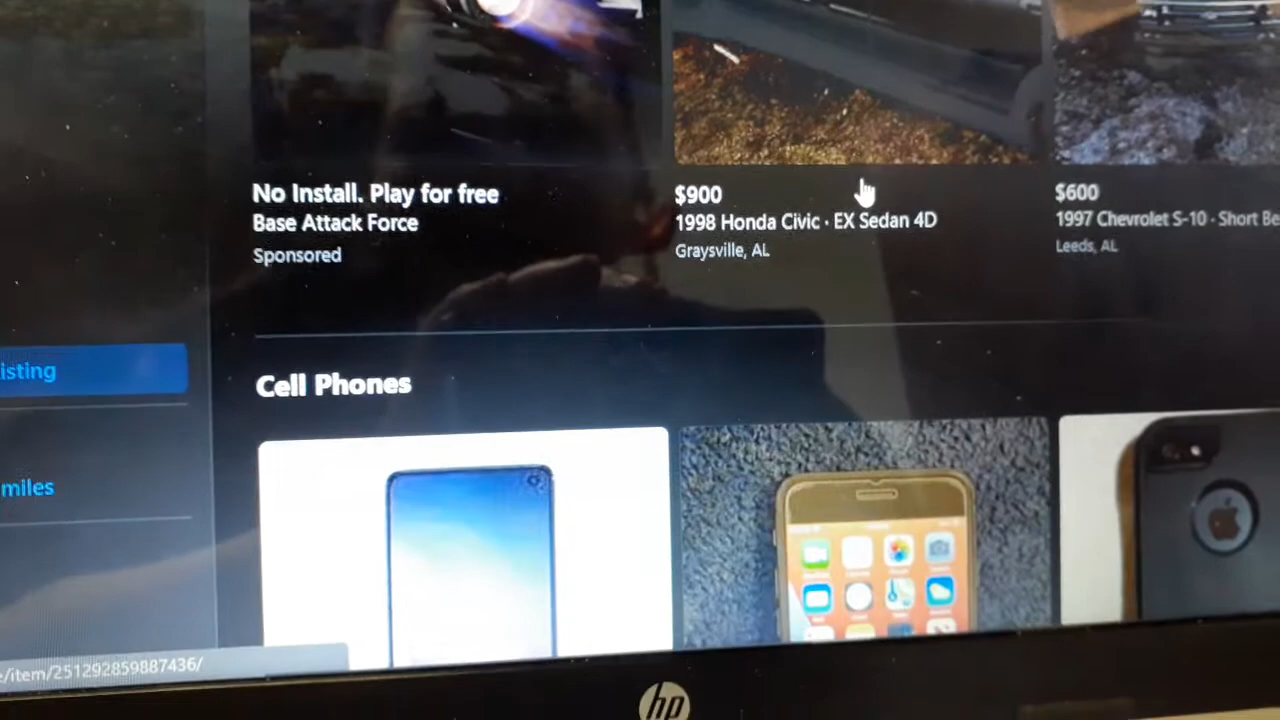 No Install. Play for free
Base Attack Force
Sponsored
$900
1998 Honda Civic · EX Sedan 4D
Graysville, AL
$600
1997 Chevrolet S-10 · Short Be
Leeds, AL
isting
Cell Phones
miles
e/item/251292859887436/
hp